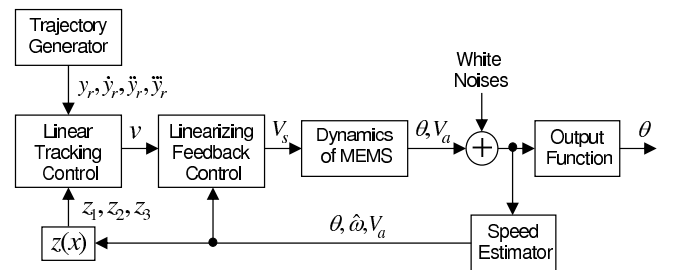 Trajectory
Generator
y_r, ẏ_r, ÿ_r, y⃛_r
White
Noises
Linear
Tracking
Control
v
Linearizing
Feedback
Control
V_s
Dynamics
of MEMS
θ, V_a
+
Output
Function
θ
z_1, z_2, z_3
z(x)
θ, ω̂, V_a
Speed
Estimator